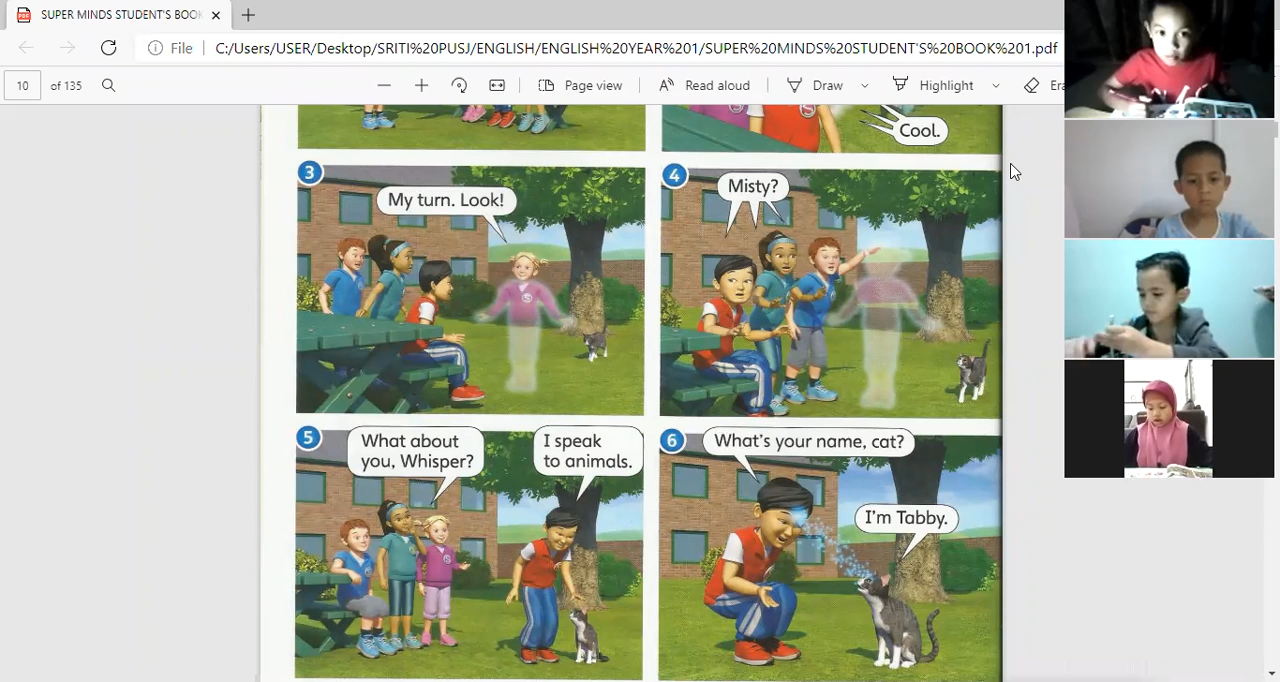 SUPER MINDS STUDENT'S BOOK
File
C:/Users/USER/Desktop/SRITI%20PUSJ/ENGLISH/ENGLISH%20YEAR%201/SUPER%20MINDS%20STUDENT'S%20BOOK%201.pdf
10 of 135
Page view
Read aloud
Draw
Highlight
Cool.
3
My turn. Look!
4
Misty?
5
What about
you, Whisper?
I speak
to animals.
6
What's your name, cat?
I'm Tabby.